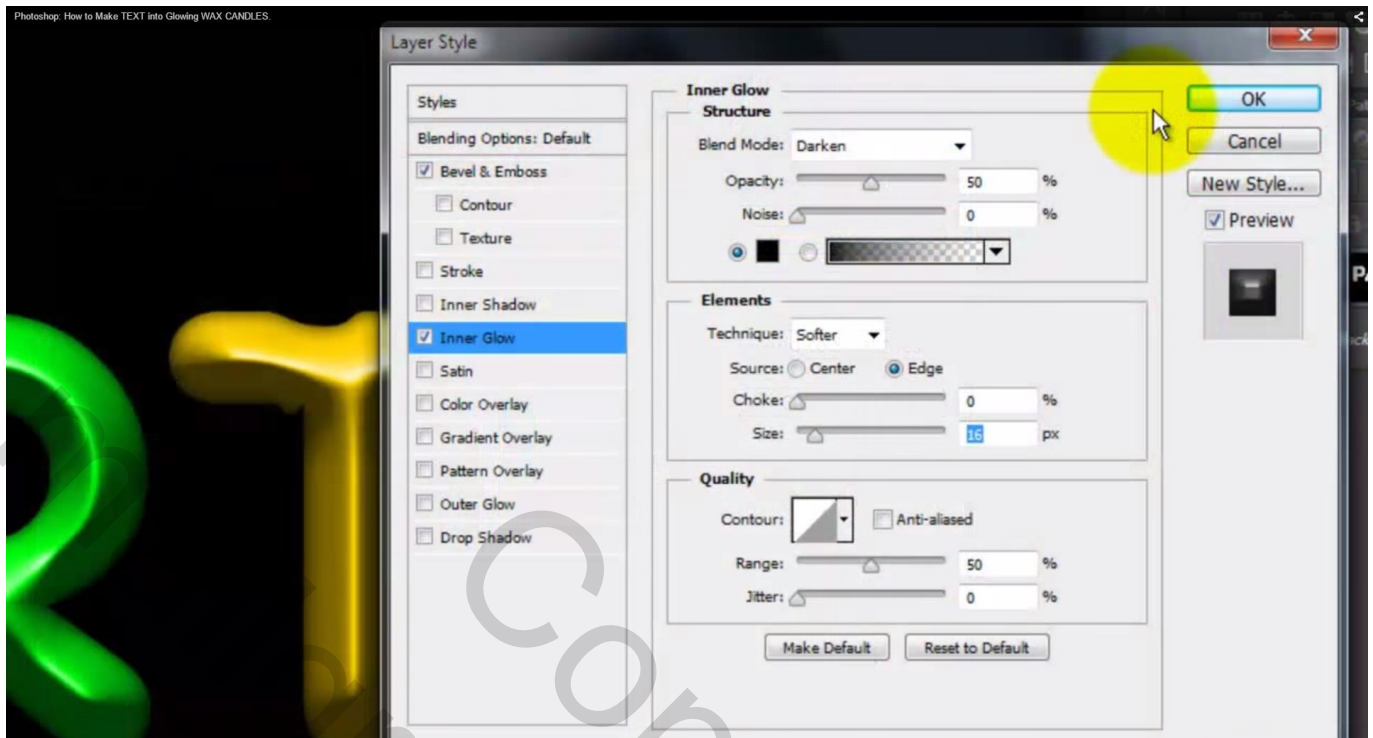 Photoshop: How to Make TEXT into Glowing WAX CANDLES.
Layer Style
Styles
Blending Options: Default
Bevel & Emboss
Contour
Texture
Stroke
Inner Shadow
Inner Glow
Satin
Color Overlay
Gradient Overlay
Pattern Overlay
Outer Glow
Drop Shadow
Inner Glow
Structure
Blend Mode: Darken
Opacity: 50 %
Noise: 0 %
Elements
Technique: Softer
Source: Center Edge
Choke: 0 %
Size: 16 px
Quality
Contour: Anti-aliased
Range: 50 %
Jitter: 0 %
Make Default Reset to Default
OK
Cancel
New Style...
Preview
RT